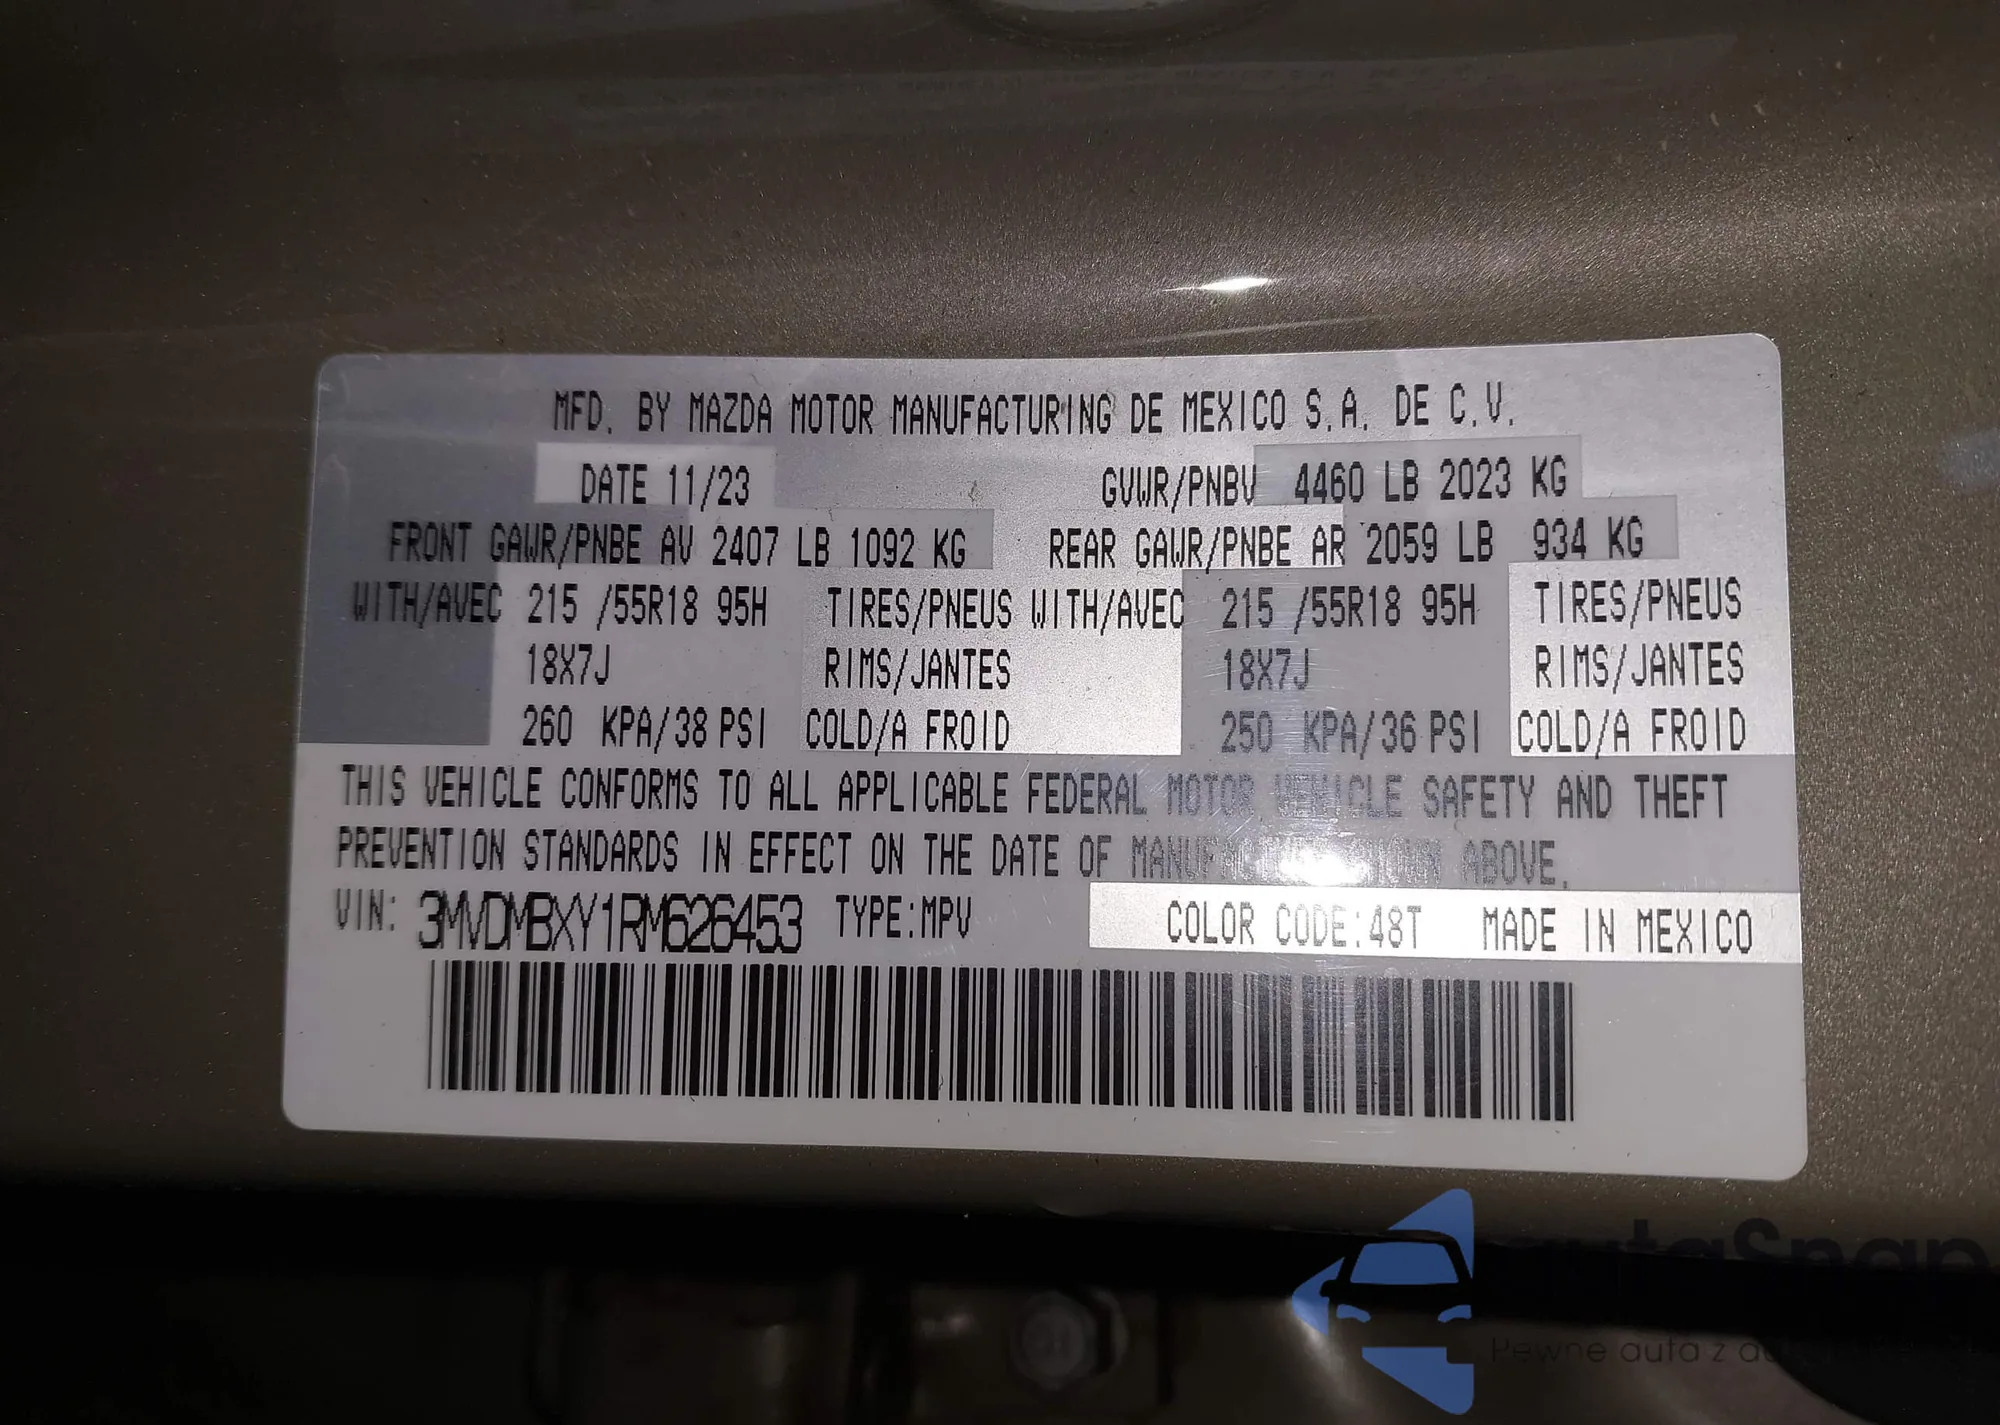 MFD. BY MAZDA MOTOR MANUFACTURING DE MEXICO S.A. DE C.V.
DATE 11/23 GVWR/PNBV 4460 LB 2023 KG
FRONT GAWR/PNBE AV 2407 LB 1092 KG REAR GAWR/PNBE AR 2059 LB 934 KG
WITH/AVEC 215 /55R18 95H TIRES/PNEUS WITH/AVEC 215 /55R18 95H TIRES/PNEUS
18X7J RIMS/JANTES 18X7J RIMS/JANTES
260 KPA/38 PSI COLD/A FROID 250 KPA/36 PSI COLD/A FROID
THIS VEHICLE CONFORMS TO ALL APPLICABLE FEDERAL MOTOR VEHICLE SAFETY AND THEFT
PREVENTION STANDARDS IN EFFECT ON THE DATE OF MANUFACTURE SHOWN ABOVE.
VIN: 3MVDMBXY1RM626453 TYPE:MPV COLOR CODE:48T MADE IN MEXICO
autaSnap
Pewne auta z